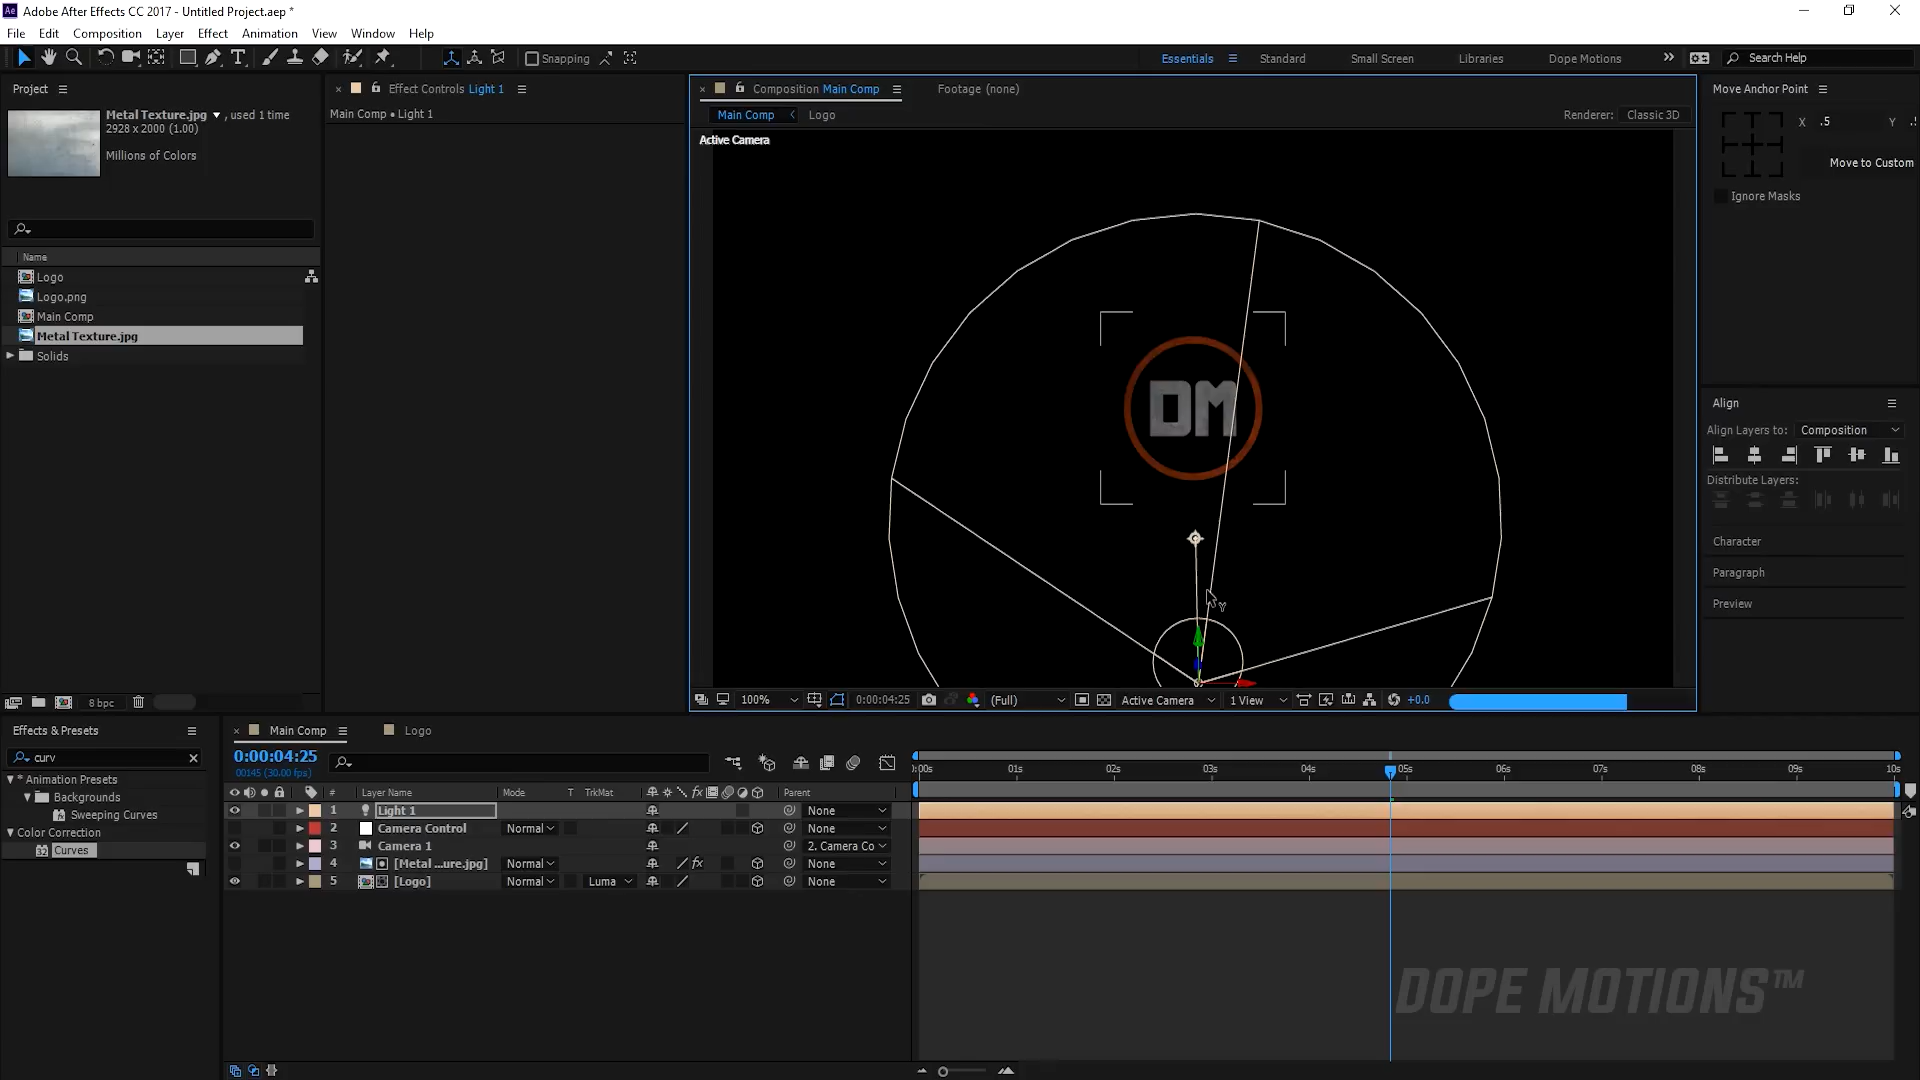 Adobe After Effects CC 2017 - Untitled Project.aep *
File Edit Composition Layer Effect Animation View Window Help
Snapping
Essentials Standard Small Screen Libraries Dope Motions
Search Help
Project
Metal Texture.jpg , used 1 time
2928 x 2000 (1.00)
Millions of Colors
Name
Logo
Logo.png
Main Comp
Metal Texture.jpg
Solids
8 bpc
Effect Controls Light 1
Main Comp • Light 1
Composition Main Comp
Footage (none)
Main Comp
Logo
Renderer: Classic 3D
Active Camera
DM
100%
0:00:04:25
(Full)
Active Camera
1 View
+0.0
Move Anchor Point
X .5 Y .5
Move to Custom
Ignore Masks
Align
Align Layers to: Composition
Distribute Layers:
Character
Paragraph
Preview
Effects & Presets
curv
* Animation Presets
Backgrounds
Sweeping Curves
Color Correction
32 Curves
Main Comp
Logo
0:00:04:25
00145 (30.00 fps)
:00s 01s 02s 03s 04s 05s 06s 07s 08s 09s 10s
# Layer Name Mode T TrkMat Parent
1 Light 1 None
2 Camera Control Normal None
3 Camera 1 2. Camera Co
4 [Metal ...ure.jpg] Normal fx None
5 [Logo] Normal Luma None
DOPE MOTIONS™